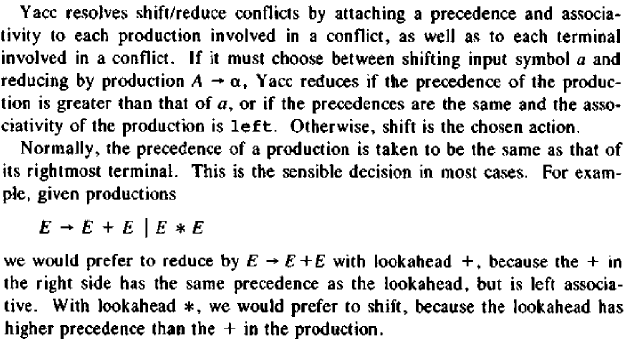 Yacc resolves shift/reduce conflicts by attaching a precedence and associa-
tivity to each production involved in a conflict, as well as to each terminal
involved in a conflict. If it must choose between shifting input symbol a and
reducing by production A → α, Yacc reduces if the precedence of the produc-
tion is greater than that of a, or if the precedences are the same and the asso-
ciativity of the production is left. Otherwise, shift is the chosen action.
Normally, the precedence of a production is taken to be the same as that of
its rightmost terminal. This is the sensible decision in most cases. For exam-
ple, given productions
E → E + E | E * E
we would prefer to reduce by E → E+E with lookahead +, because the + in
the right side has the same precedence as the lookahead, but is left associa-
tive. With lookahead *, we would prefer to shift, because the lookahead has
higher precedence than the + in the production.